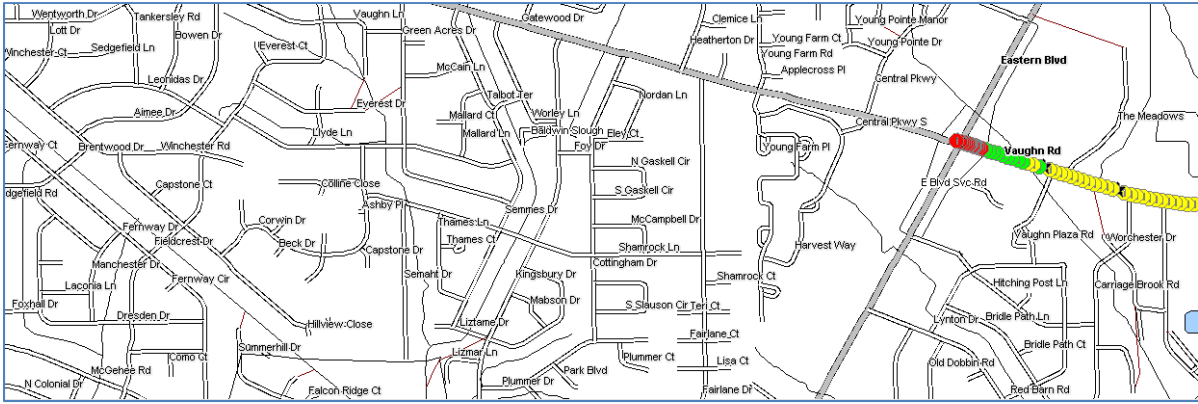 Wentworth Dr
Tankersley Rd
Vaughn Ln
Gatewood Dr
Clemice Ln
Young Pointe Manor
Lott Dr
Bowen Dr
Green Acres Dr
Heatherton Dr
Young Farm Ct
Young Pointe Dr
Winchester Ct
Sedgefield Ln
Everest Ct
Young Farm Rd
Eastern Blvd
McCain Ln
Applecross Pl
Leonidas Dr
Central Pkwy
Talbot Ter
Nordan Ln
Everest Dr
Aimee Dr
Mallard Ct
Worley Ln
Central Pkwy S
The Meadows
Llyde Ln
Mallard Ln
Baldwin Slough
Eley Ct
Fernway Ct
Brentwood Dr
Winchester Rd
Foy Dr
Young Farm Pl
Vaughn Rd
N Gaskell Cir
Capstone Ct
Colline Close
E Blvd Svc Rd
dgefield Rd
S Gaskell Cir
Ashby Pl
Semmes Dr
Corwin Dr
Thames Ln
McCampbell Dr
Fernway Dr
Vaughn Plaza Rd
Worchester Dr
Fieldcrest Dr
Beck Dr
Thames Ct
Capstone Dr
Shamrock Ln
Harvest Way
Manchester Dr
Cottingham Dr
Semaht Dr
Kingsbury Dr
Shamrock Ct
Fernway Cir
Hitching Post Ln
Carriage Brook Rd
Laconia Ln
Mabson Dr
Foxhall Dr
S Slauson Cir
Teri Ct
Dresden Dr
Hillview Close
Liztame Dr
Lynton Dr
Bridle Path Ln
Fairlane Ct
Summerhill Dr
Lizmar Ln
Bridle Path Ct
Como Ct
Plummer Ct
Lisa Ct
Old Dobbin Rd
McGehee Rd
Park Blvd
N Colonial Dr
Plummer Dr
Falcon Ridge Ct
Fairlane Dr
Red Barn Rd